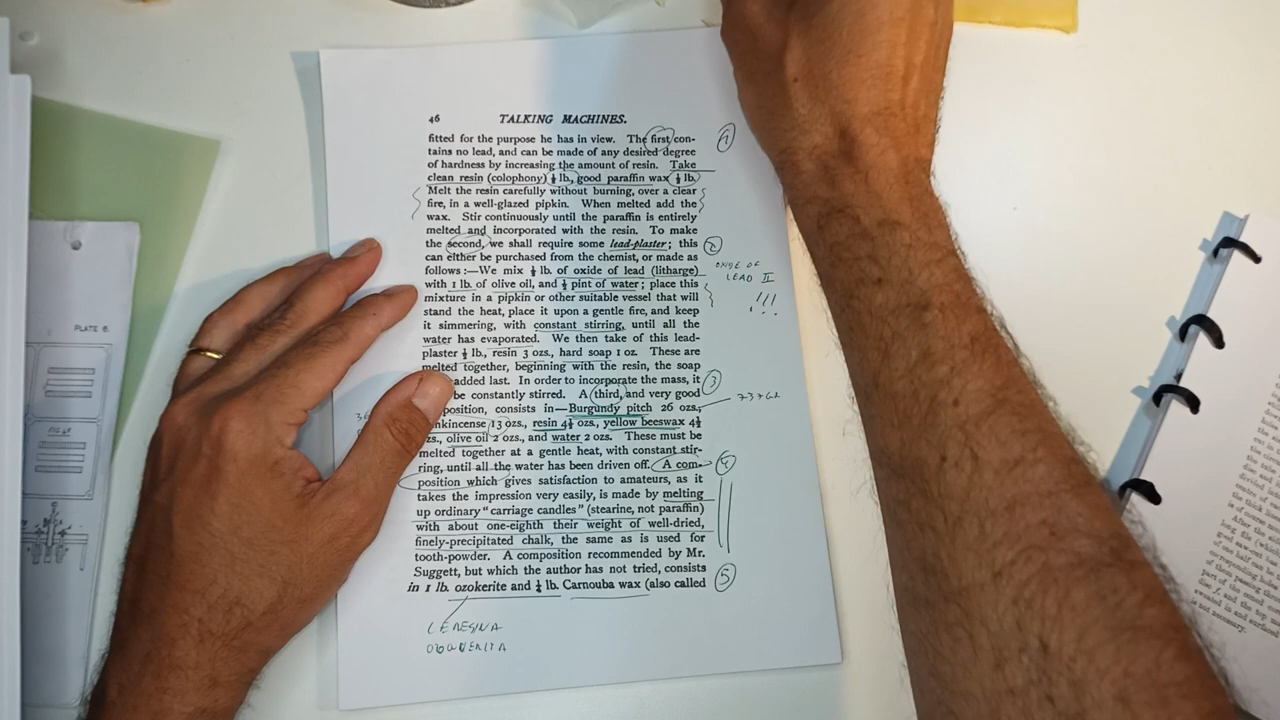 46 TALKING MACHINES.
fitted for the purpose he has in view. The first con-
tains no lead, and can be made of any desired degree
of hardness by increasing the amount of resin. Take
clean resin (colophony) ½ lb., good paraffin wax ½ lb.
Melt the resin carefully without burning, over a clear
fire, in a well-glazed pipkin. When melted add the
wax. Stir continuously until the paraffin is entirely
melted and incorporated with the resin. To make
the second, we shall require some lead-plaster; this
can either be purchased from the chemist, or made as
follows:—We mix ½ lb. of oxide of lead (litharge)
with 1 lb. of olive oil, and ½ pint of water; place this
mixture in a pipkin or other suitable vessel that will
stand the heat, place it upon a gentle fire, and keep
it simmering, with constant stirring, until all the
water has evaporated. We then take of this lead-
plaster ½ lb., resin 3 ozs., hard soap 1 oz. These are
melted together, beginning with the resin, the soap
added last. In order to incorporate the mass, it
be constantly stirred. A third, and very good
position, consists in—Burgundy pitch 26 ozs.,
nkincense 13 ozs., resin 4½ ozs., yellow beeswax 4½
zs., olive oil 2 ozs., and water 2 ozs. These must be
melted together at a gentle heat, with constant stir-
ring, until all the water has been driven off. A com-
position which gives satisfaction to amateurs, as it
takes the impression very easily, is made by melting
up ordinary "carriage candles" (stearine, not paraffin)
with about one-eighth their weight of well-dried,
finely-precipitated chalk, the same as is used for
tooth-powder. A composition recommended by Mr.
Suggett, but which the author has not tried, consists
in 1 lb. ozokerite and ¼ lb. Carnouba wax (also called
1
2
OXIDE OF
LEAD II
!!!
3
737GR
4
5
CERESINA
OZOKERITA
PLATE 6.
After the
is not necessary.